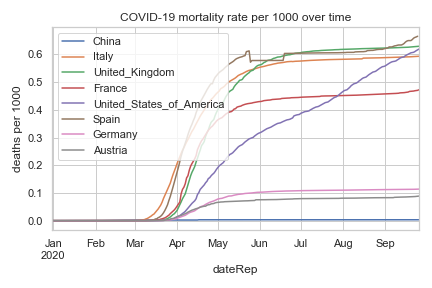 COVID-19 mortality rate per 1000 over time
China
Italy
United_Kingdom
France
United_States_of_America
Spain
Germany
Austria
deaths per 1000
0.6
0.5
0.4
0.3
0.2
0.1
0.0
Jan Feb Mar Apr May Jun Jul Aug Sep
2020
dateRep